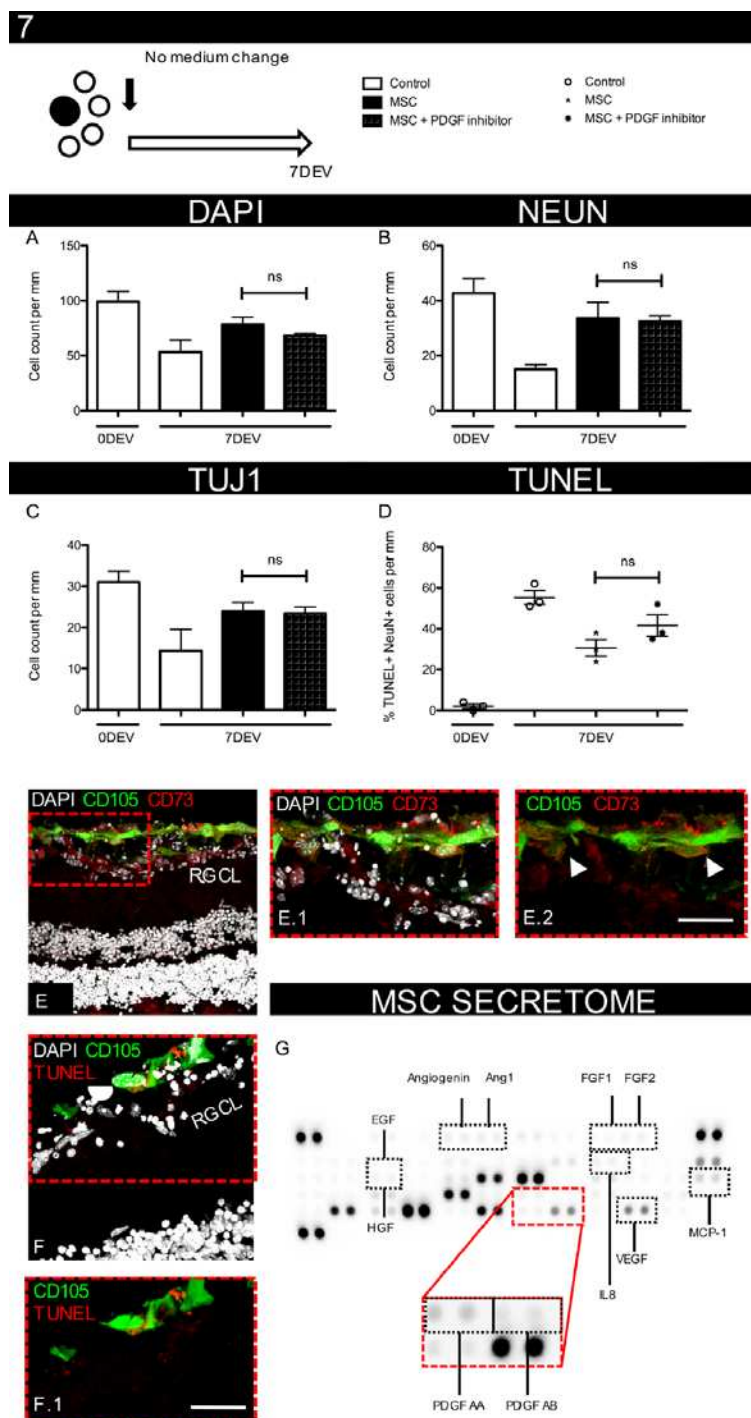 7
No medium change
7DEV
Control
MSC
MSC + PDGF inhibitor
Control
MSC
MSC + PDGF inhibitor
DAPI
NEUN
A
Cell count per mm
150
100
50
0
ns
0DEV
7DEV
B
Cell count per mm
60
40
20
0
ns
0DEV
7DEV
TUJ1
TUNEL
C
Cell count per mm
40
30
20
10
0
ns
0DEV
7DEV
D
% TUNEL+ NeuN+ cells per mm
80
60
40
20
0
ns
0DEV
7DEV
DAPI CD105 CD73
RGCL
E
DAPI CD105 CD73
E.1
CD105 CD73
E.2
MSC SECRETOME
DAPI CD105
TUNEL
RGCL
F
CD105
TUNEL
F.1
G
Angiogenin Ang1
FGF1 FGF2
EGF
HGF
MCP-1
VEGF
IL8
PDGF AA PDGF AB